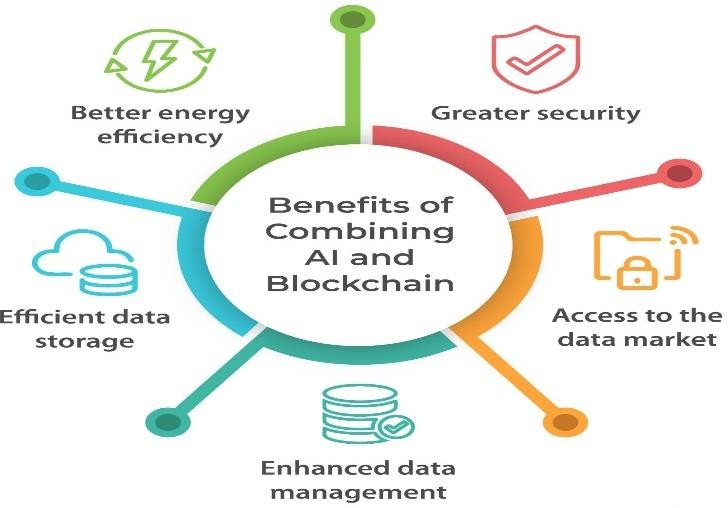 Better energy
efficiency
Greater security
Benefits of
Combining
AI and
Blockchain
Efficient data
storage
Access to the
data market
Enhanced data
management